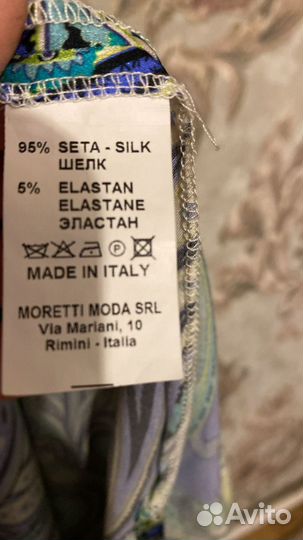 95% SETA - SILK
ШЕЛК
5% ELASTAN
ELASTANE
ЭЛАСТАН
P
MADE IN ITALY
MORETTI MODA SRL
Via Mariani, 10
Rimini - Italia
Avito